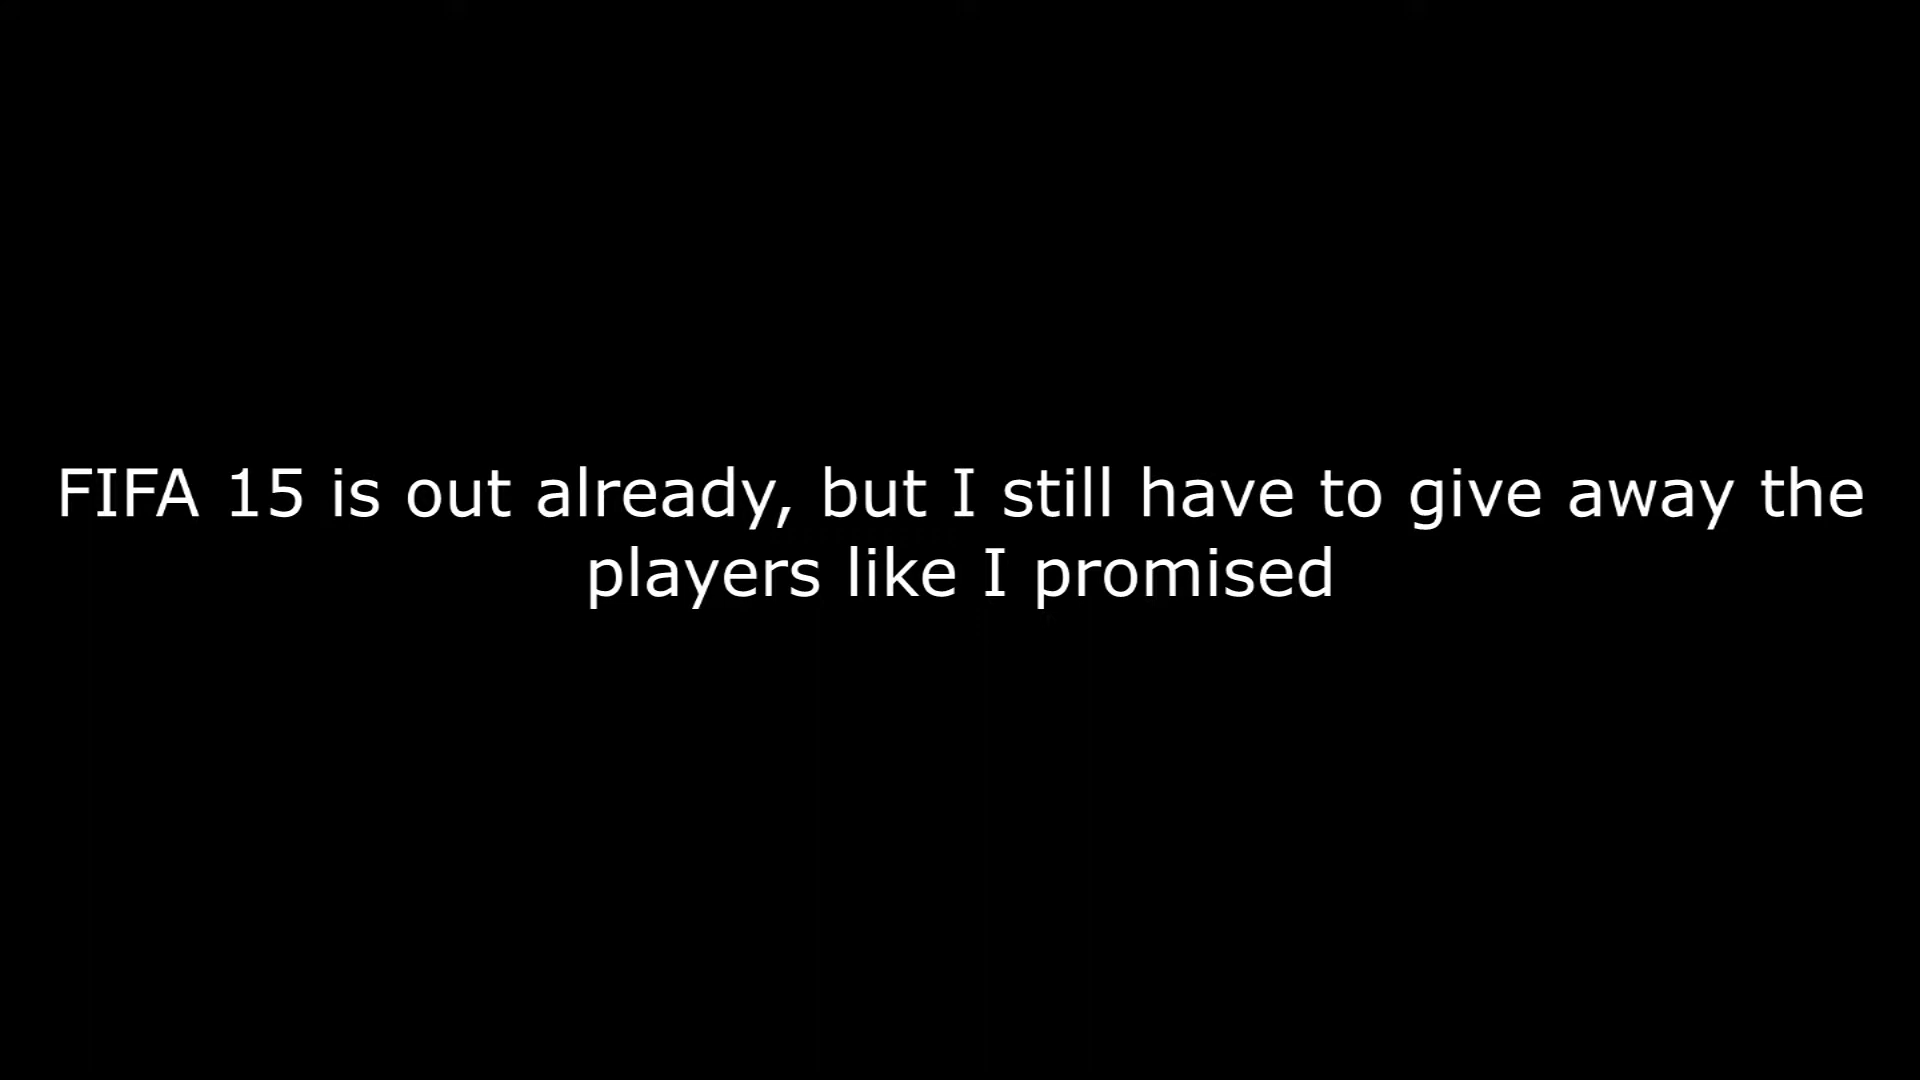 FIFA 15 is out already, but I still have to give away the
players like I promised